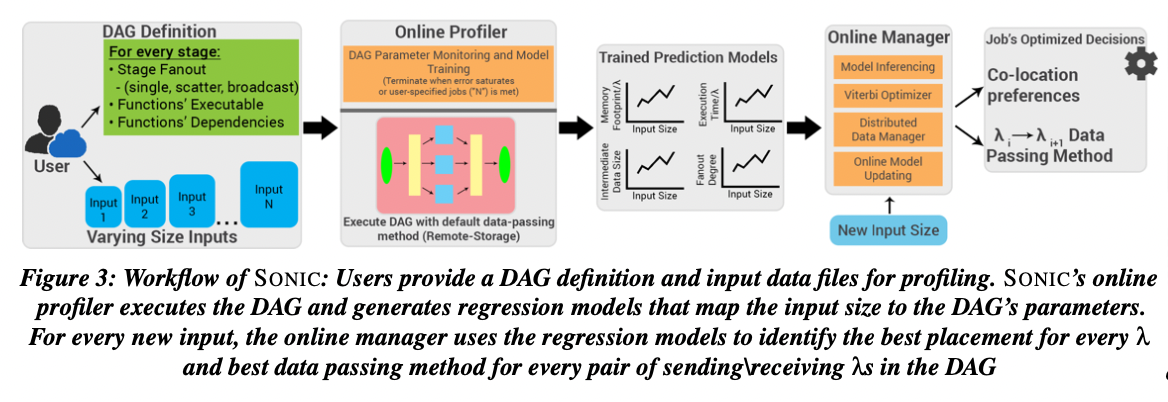 DAG Definition
For every stage:
• Stage Fanout
- (single, scatter, broadcast)
• Functions' Executable
• Functions' Dependencies
User
Input
1
Input
2
Input
3
...
Input
N
Varying Size Inputs
Online Profiler
DAG Parameter Monitoring and Model
Training
(Terminate when error saturates
or user-specified jobs ("N") is met)
Execute DAG with default data-passing
method (Remote-Storage)
Trained Prediction Models
Memory
Footprint/λ
Input Size
Execution
Time/λ
Input Size
Intermediate
Data Size
Input Size
Fanout
Degree
Input Size
Online Manager
Model Inferencing
Viterbi Optimizer
Distributed
Data Manager
Online Model
Updating
New Input Size
Job's Optimized Decisions
Co-location
preferences
λ i → λ i+1 Data
Passing Method
Figure 3: Workflow of SONIC: Users provide a DAG definition and input data files for profiling. SONIC's online
profiler executes the DAG and generates regression models that map the input size to the DAG's parameters.
For every new input, the online manager uses the regression models to identify the best placement for every λ
and best data passing method for every pair of sending\receiving λs in the DAG